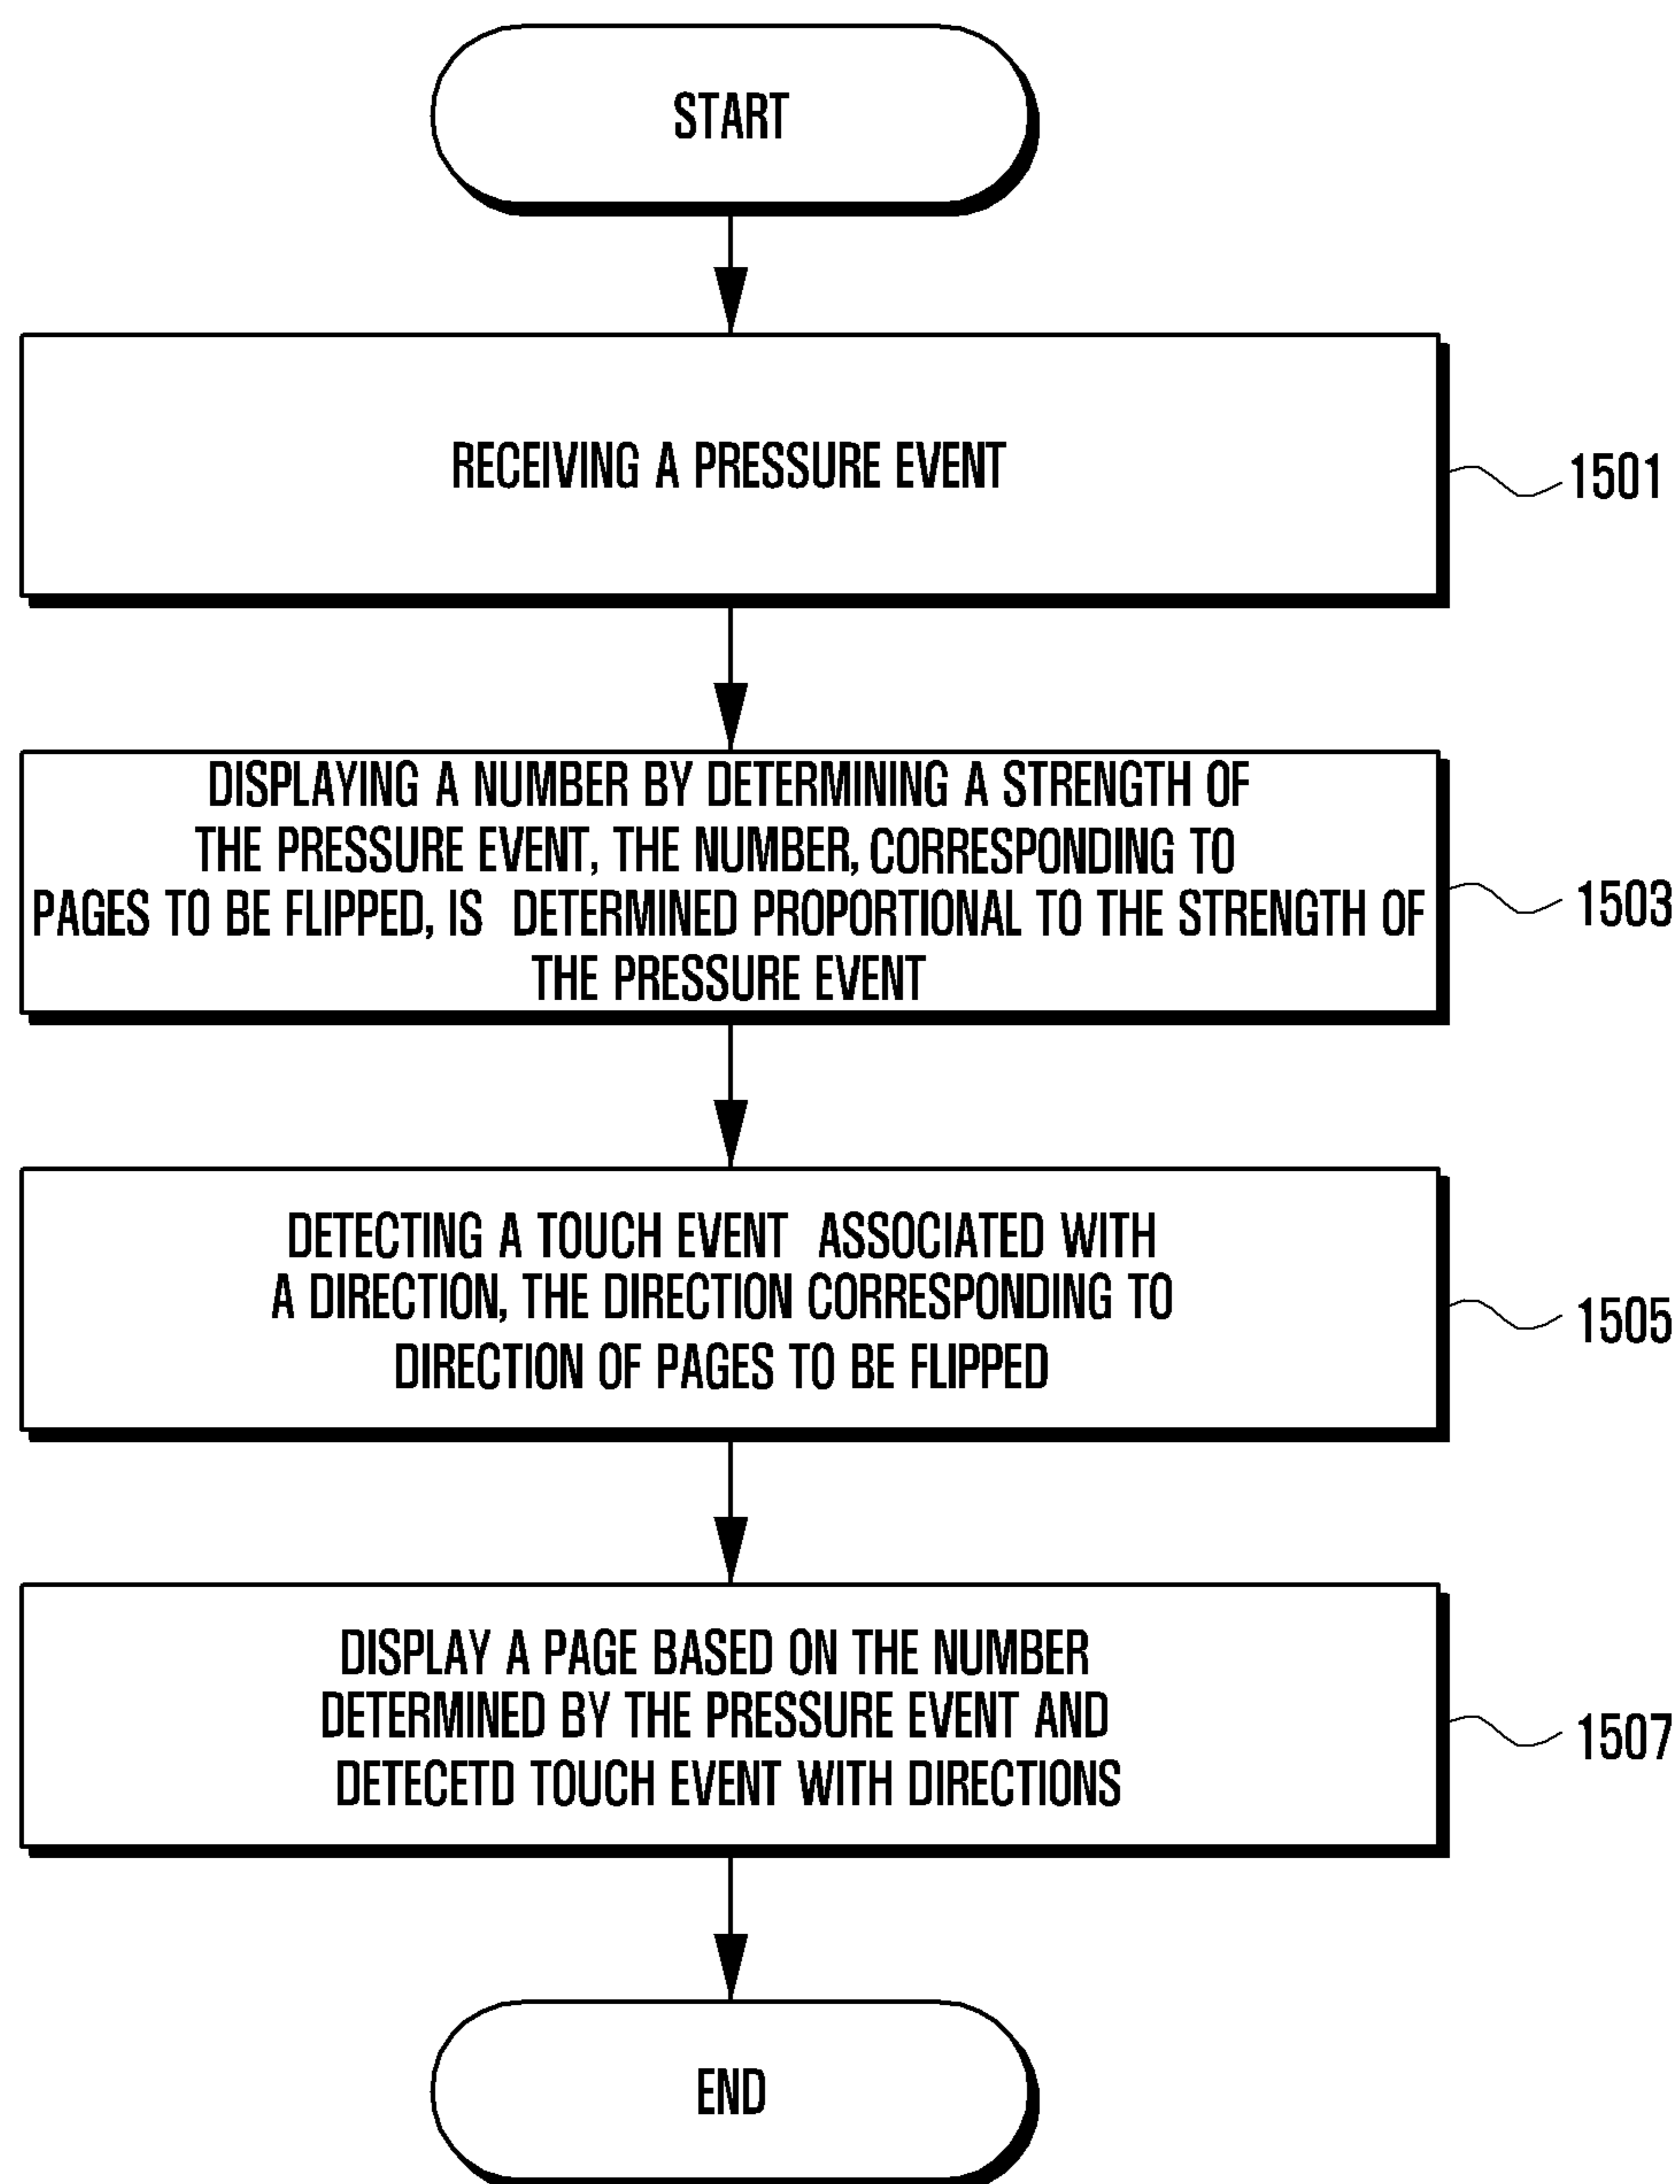 START
RECEIVING A PRESSURE EVENT
1501
DISPLAYING A NUMBER BY DETERMINING A STRENGTH OF
THE PRESSURE EVENT, THE NUMBER, CORRESPONDING TO
PAGES TO BE FLIPPED, IS DETERMINED PROPORTIONAL TO THE STRENGTH OF
THE PRESSURE EVENT
1503
DETECTING A TOUCH EVENT ASSOCIATED WITH
A DIRECTION, THE DIRECTION CORRESPONDING TO
DIRECTION OF PAGES TO BE FLIPPED
1505
DISPLAY A PAGE BASED ON THE NUMBER
DETERMINED BY THE PRESSURE EVENT AND
DETECETD TOUCH EVENT WITH DIRECTIONS
1507
END